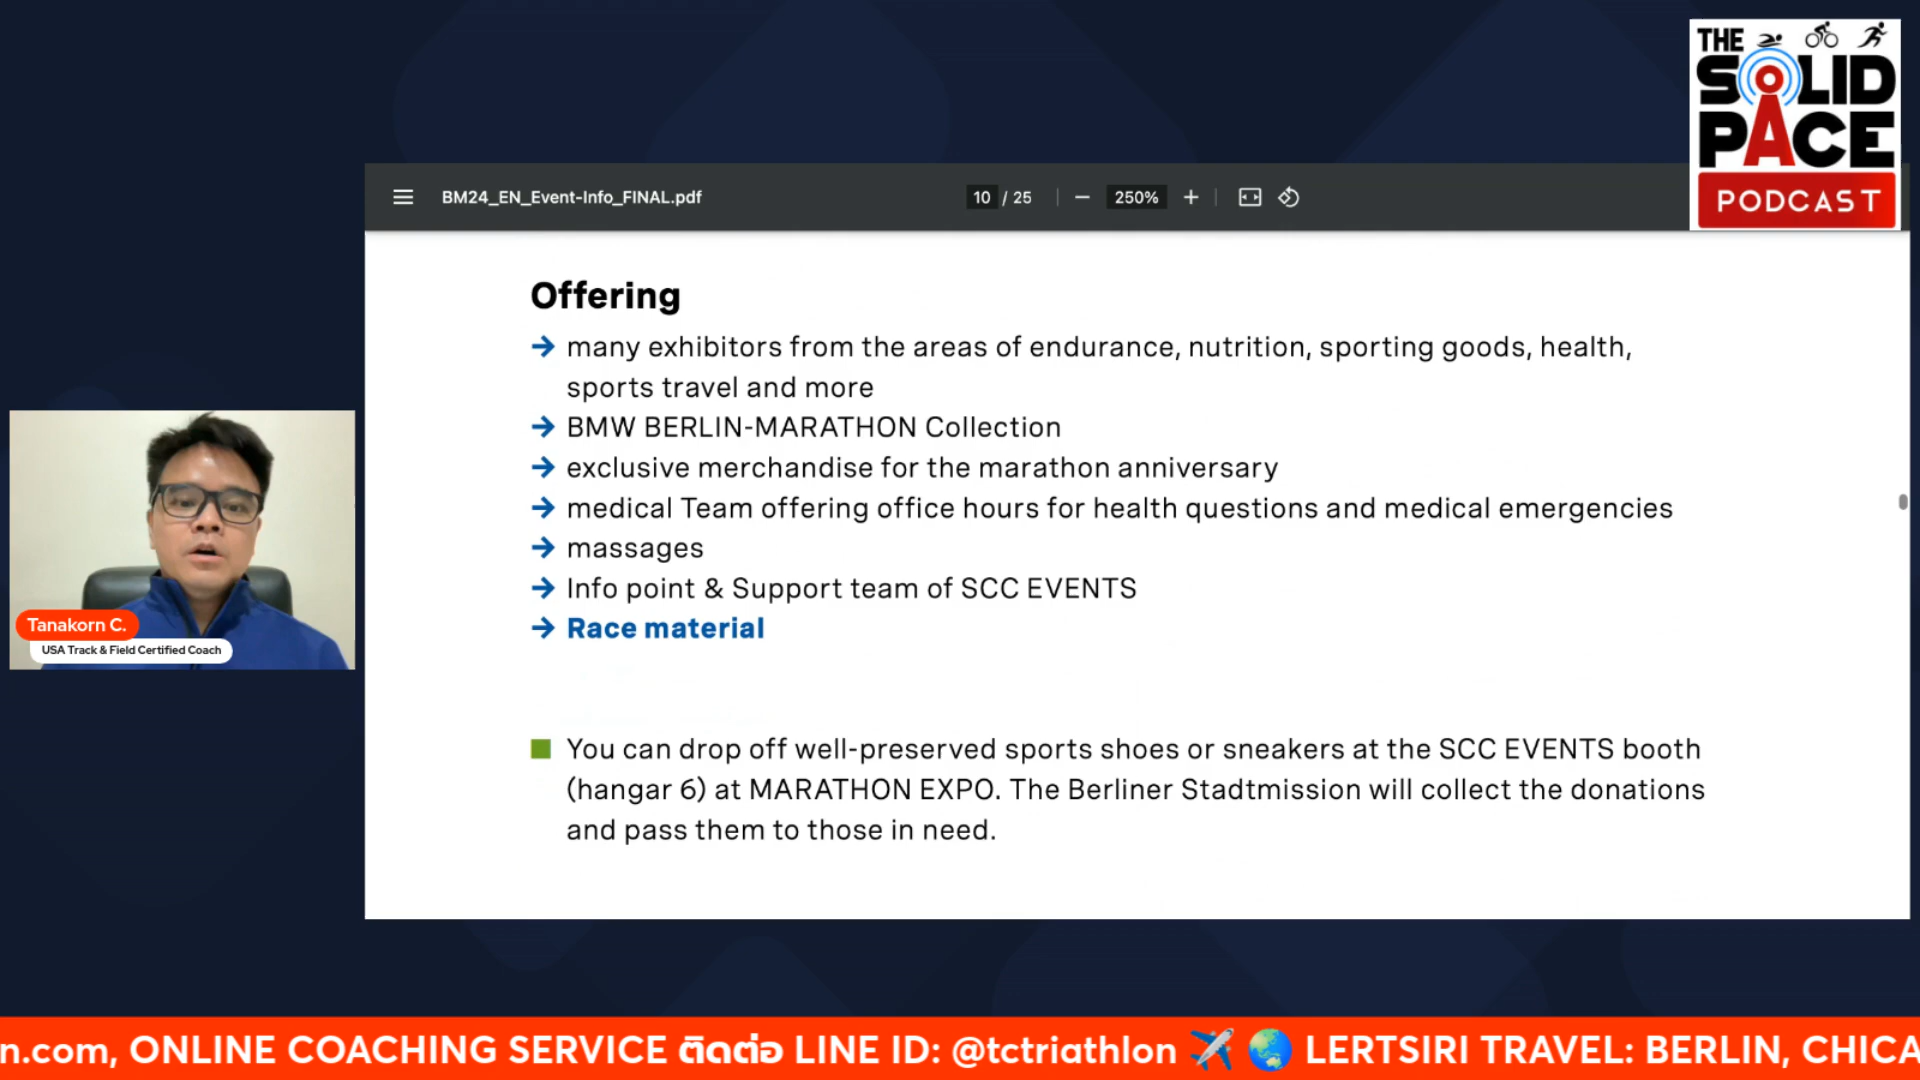 THE
SOLID
PACE
PODCAST
BM24_EN_Event-Info_FINAL.pdf
10 / 25
250%
Offering
→ many exhibitors from the areas of endurance, nutrition, sporting goods, health,
sports travel and more
→ BMW BERLIN-MARATHON Collection
→ exclusive merchandise for the marathon anniversary
→ medical Team offering office hours for health questions and medical emergencies
→ massages
→ Info point & Support team of SCC EVENTS
→ Race material
You can drop off well-preserved sports shoes or sneakers at the SCC EVENTS booth
(hangar 6) at MARATHON EXPO. The Berliner Stadtmission will collect the donations
and pass them to those in need.
Tanakorn C.
USA Track & Field Certified Coach
n.com, ONLINE COACHING SERVICE ติดต่อ LINE ID: @tctriathlon ✈️ 🌏 LERTSIRI TRAVEL: BERLIN, CHICA